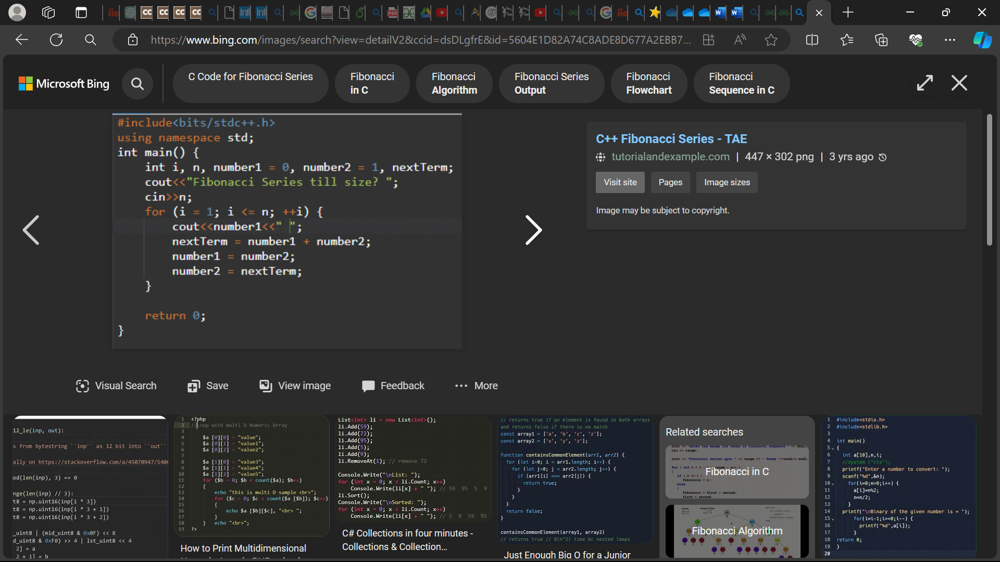 https://www.bing.com/images/search?view=detailV2&ccid=dsDLgfrE&id=5604E1D82A74C8ADE8D677A2EBB7...
Microsoft Bing
C Code for Fibonacci Series
Fibonacci
in C
Fibonacci
Algorithm
Fibonacci Series
Output
Fibonacci
Flowchart
Fibonacci
Sequence in C
#include<bits/stdc++.h>
using namespace std;
int main() {
int i, n, number1 = 0, number2 = 1, nextTerm;
cout<<"Fibonacci Series till size? ";
cin>>n;
for (i = 1; i <= n; ++i) {
cout<<number1<<" ";
nextTerm = number1 + number2;
number1 = number2;
number2 = nextTerm;
}
return 0;
}
C++ Fibonacci Series - TAE
tutorialandexample.com | 447 × 302 png | 3 yrs ago
Visit site
Pages
Image sizes
Image may be subject to copyright.
Visual Search
Save
View image
Feedback
More
12_le(inp, out):
s from bytestring ``inp`` as 12 bit into ``out``
ally on https://stackoverflow.com/a/45070947/5406
od(len(inp), 3) == 0
nge(len(inp) // 3):
t8 = np.uint16(inp[i * 3])
t8 = np.uint16(inp[i * 3 + 1])
t8 = np.uint16(inp[i * 3 + 2])
_uint8 | (mid_uint8 & 0x0F) << 8
d_uint8 & 0xF0) >> 4 | lst_uint8 << 4
2] = a
2 + 1] = b
1 <?php
2 //Loop with multi D Numeric Array
3
4 $a [0][0] = "value";
5 $a [0][1] = "value1";
6 $a [0][2] = "value2";
7
8 $a [1][0] = "value3";
9 $a [1][1] = "value4";
10 $a [1][2] = "value5";
11 for ($b = 0; $b < count($a); $b++)
12 {
13 echo "this is multi D sample <br>";
14 for ($c = 0; $c < count($a [$b]); $c++)
15 {
16 echo $a [$b][$c], "<br> ";
17 }
18 } echo "<br>";
19 ?>
How to Print Multidimensional
List<int> li = new List<int>();
li.Add(59);
li.Add(72);
li.Add(95);
li.Add(5);
li.Add(9);
li.RemoveAt(1); // remove 72
Console.Write("\nList: ");
for (int x = 0; x < li.Count; x++)
Console.Write(li[x] + " "); // 59 95 5 9
li.Sort();
Console.Write("\nSorted: ");
for (int x = 0; x < li.Count; x++)
Console.Write(li[x] + " "); // 5 9 59 95
C# Collections in four minutes -
Collections & Collection...
// returns true if an element is found in both arrays
and returns false if there is no match
const array1 = ['a', 'b', 'c', 'z'];
const array2 = ['x', 'y', 'z'];
function containsCommonElement(arr1, arr2) {
for (let i=0; i < arr1.length; i++) {
for (let j=0; j < arr2.length; j++) {
if (arr1[i] === arr2[j]) {
return true;
}
}
}
return false;
}
containsCommonElement(array1, array2)
// returns true // O(n^2) time bc nested loops
Just Enough Big O for a Junior
Related searches
cin >> range;
Fibonacci in C
Fibonacci Algorithm
1 #include<stdio.h>
2 #include<stdlib.h>
3
4 int main()
5 {
6 int a[10],n,i;
7 //system ("cls");
8 printf("Enter a number to convert: ");
9 scanf("%d",&n);
10 for(i=0;n>0;i++) {
11 a[i]=n%2;
12 n=n/2;
13 }
14 printf("\nBinary of the given number is = ");
15 for(i=i-1;i>=0;i--) {
16 printf("%d",a[i]);
17 }
18 return 0;
19 }
20